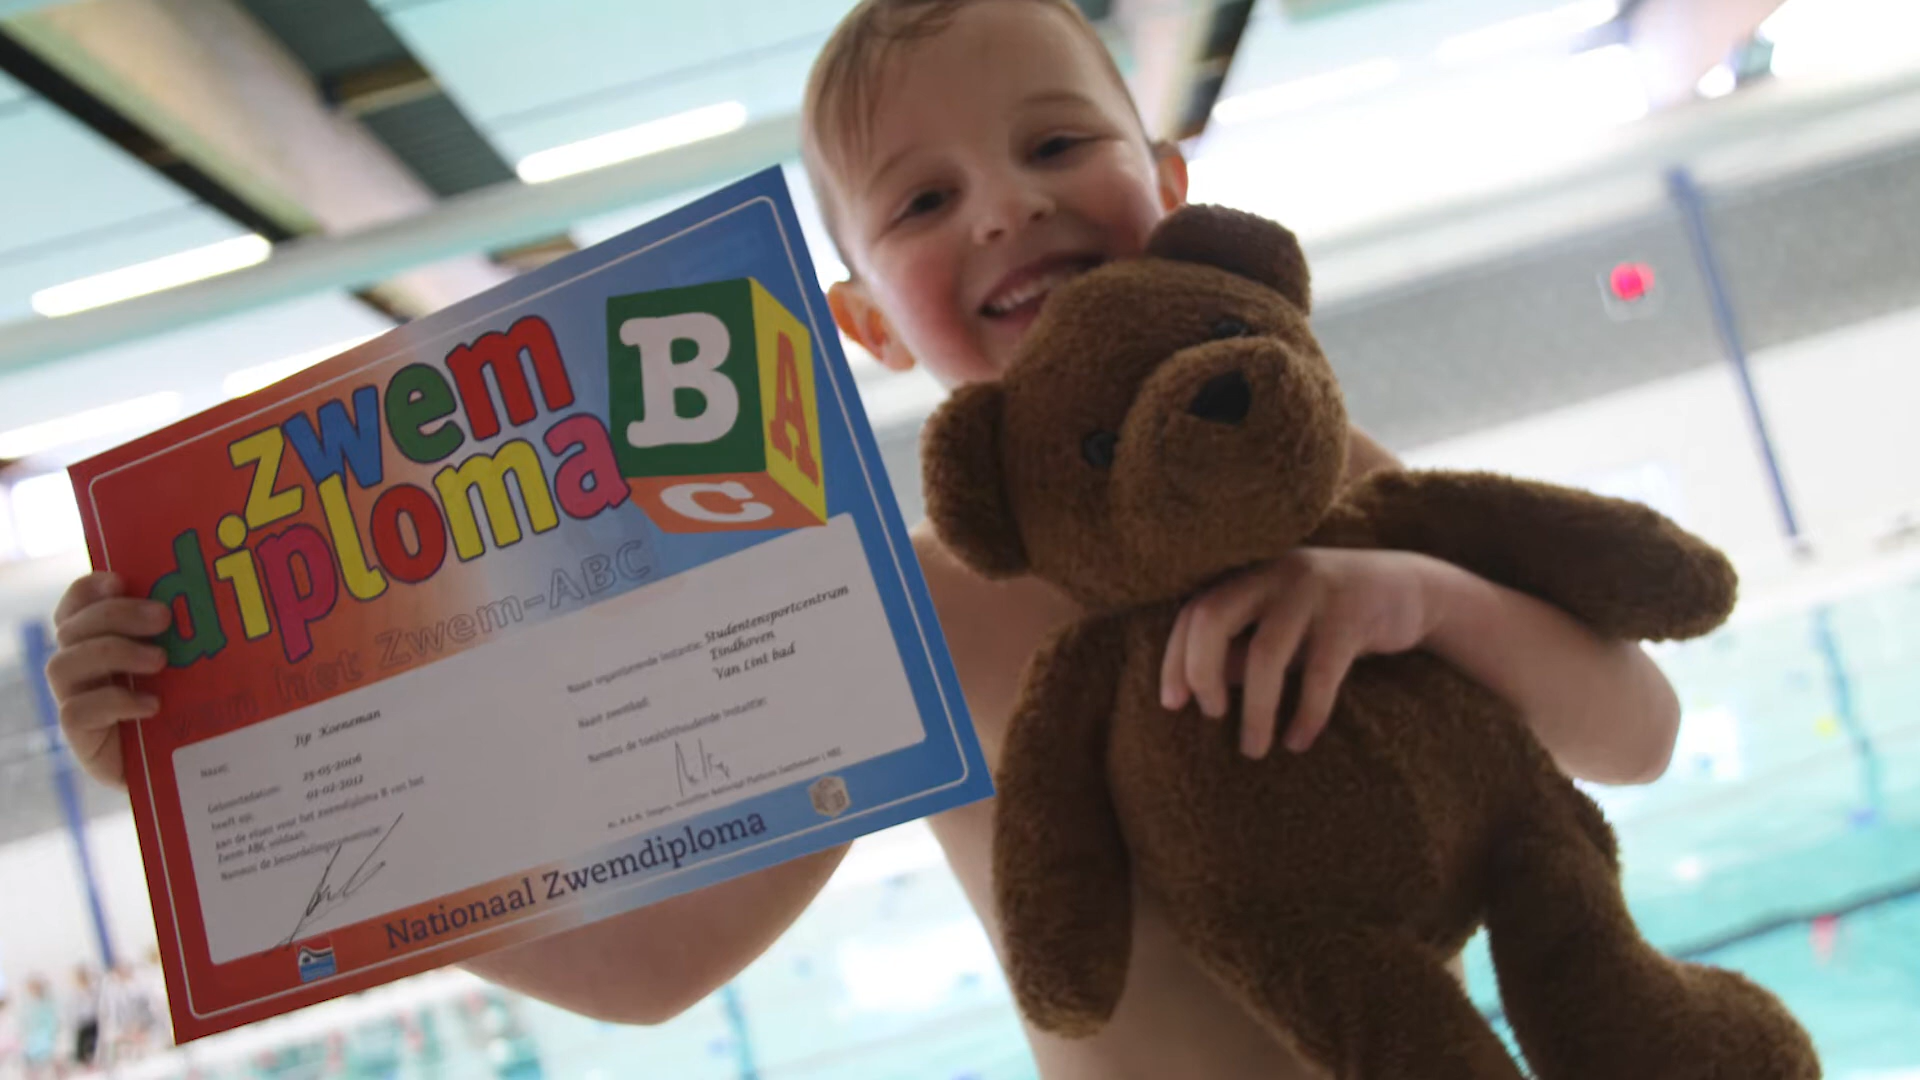 zwem
diploma
B
A
C
van het Zwem-ABC
Naam: Jip Koeneman
Geboortedatum: 25-05-2006
heeft op: 01-02-2012
aan de eisen voor het zwemdiploma B van het
Zwem-ABC voldaan.
Namens de beoordelingscommissie:
Naam organiserende instantie: Studentensportcentrum
Eindhoven
Naam zwembad: Van Lint bad
Namens de toezichthoudende instantie:
Nationaal Zwemdiploma